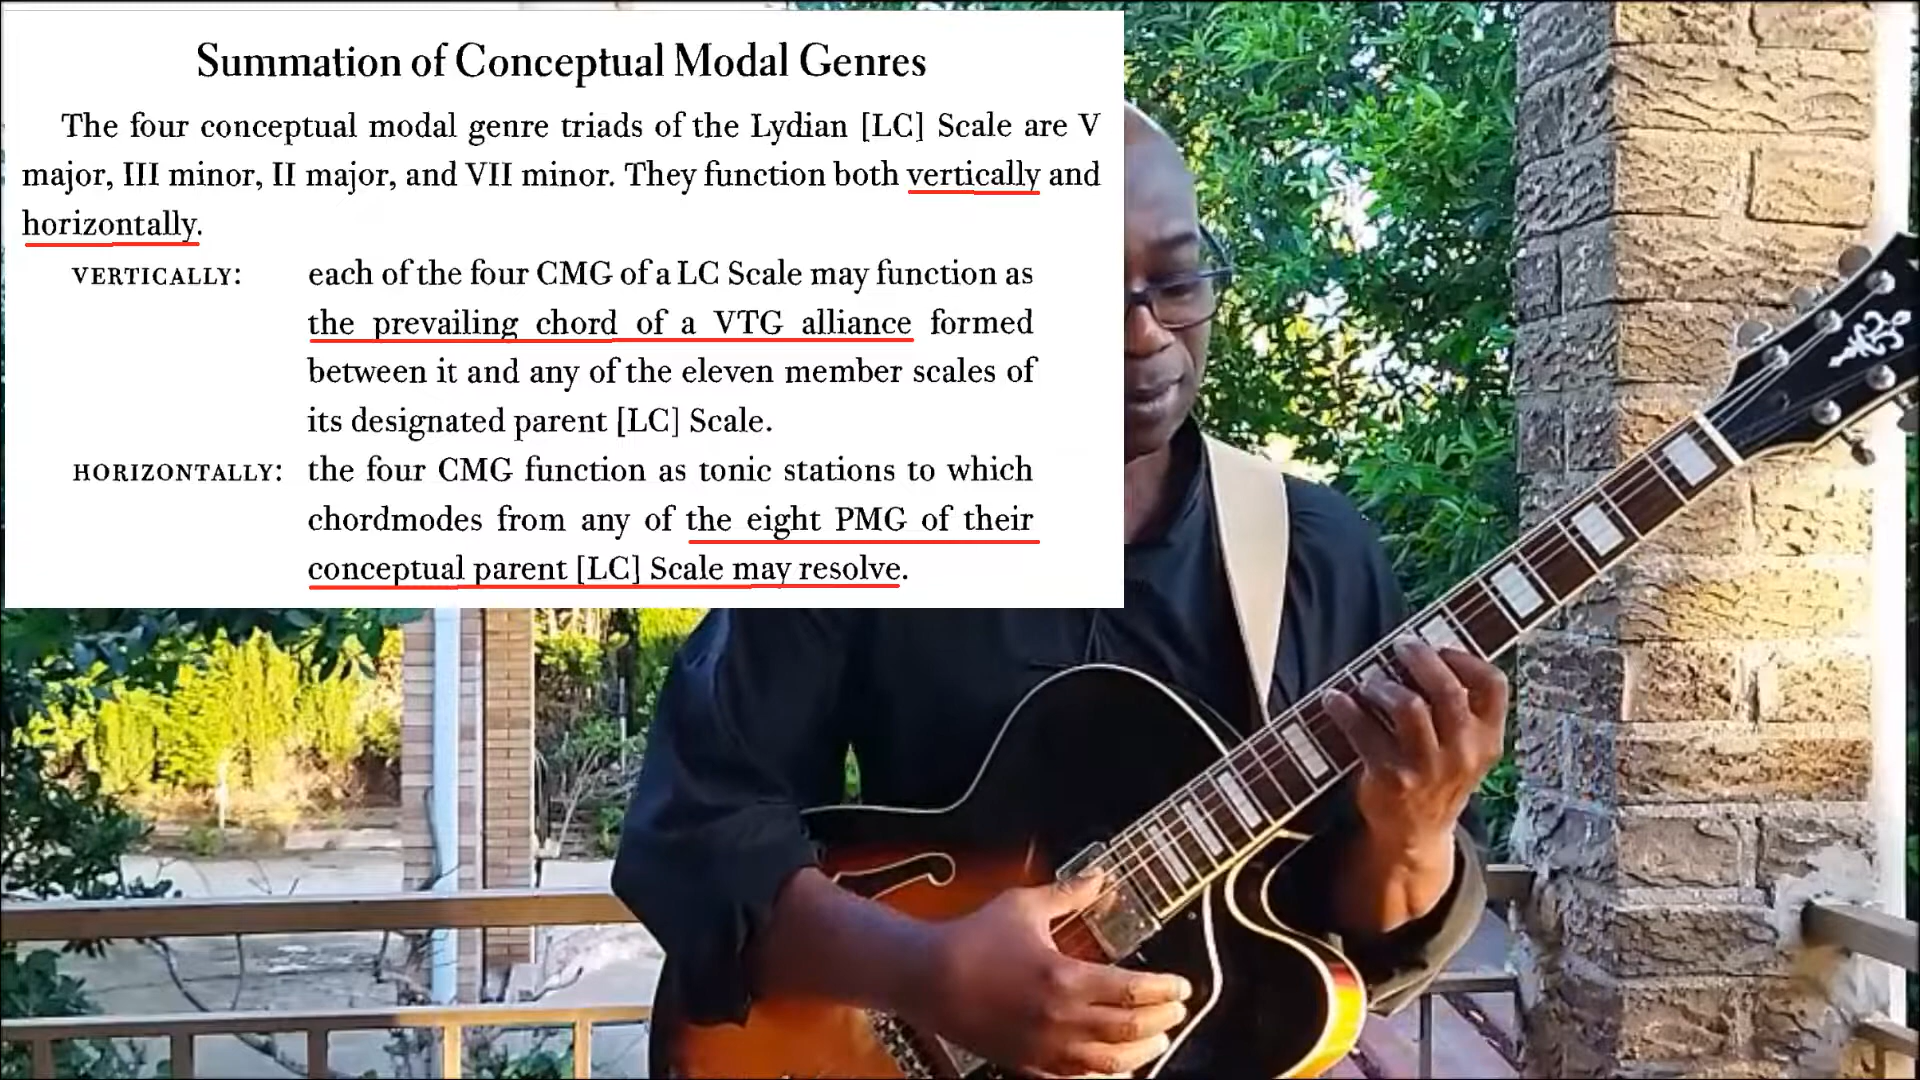 Summation of Conceptual Modal Genres
The four conceptual modal genre triads of the Lydian [LC] Scale are V
major, III minor, II major, and VII minor. They function both vertically and
horizontally.
VERTICALLY: each of the four CMG of a LC Scale may function as
the prevailing chord of a VTG alliance formed
between it and any of the eleven member scales of
its designated parent [LC] Scale.
HORIZONTALLY: the four CMG function as tonic stations to which
chordmodes from any of the eight PMG of their
conceptual parent [LC] Scale may resolve.